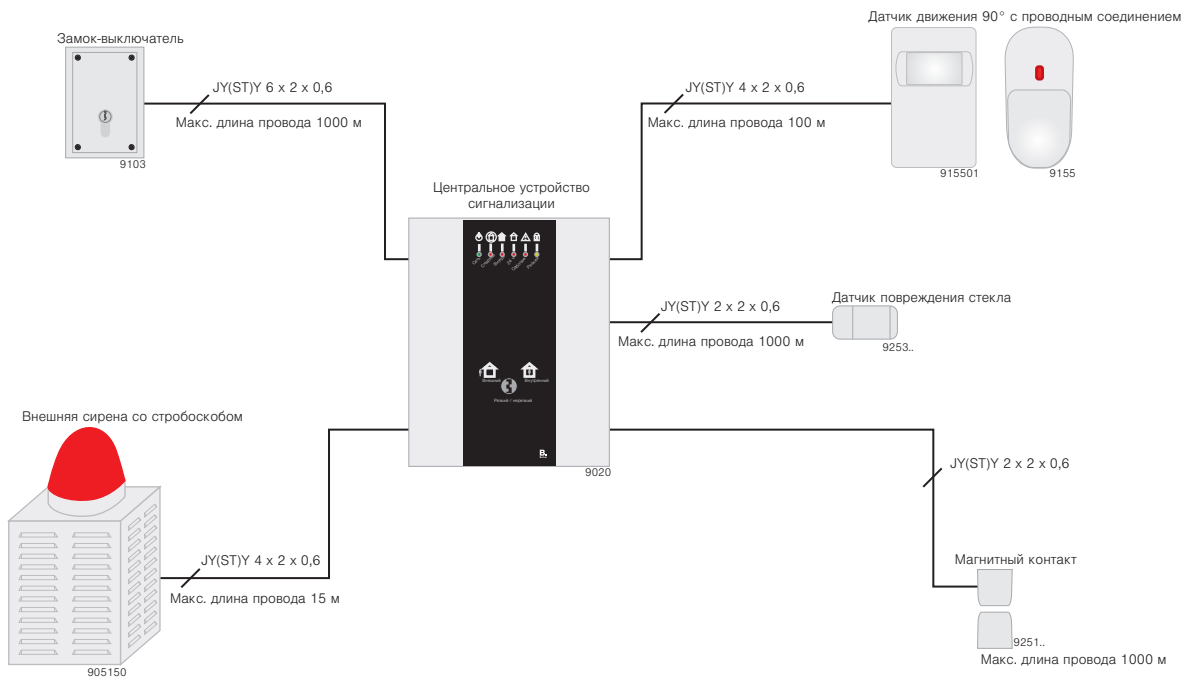 Датчик движения 90° с проводным соединением
Замок-выключатель
JY(ST)Y 6 x 2 x 0,6
Макс. длина провода 1000 м
9103
JY(ST)Y 4 x 2 x 0,6
Макс. длина провода 100 м
915501
9155
Центральное устройство
сигнализации
Внешний
Внутренний
B.
9020
JY(ST)Y 2 x 2 x 0,6
Макс. длина провода 1000 м
Датчик повреждения стекла
9253..
Внешняя сирена со стробоскобом
JY(ST)Y 4 x 2 x 0,6
Макс. длина провода 15 м
905150
JY(ST)Y 2 x 2 x 0,6
Магнитный контакт
9251..
Макс. длина провода 1000 м